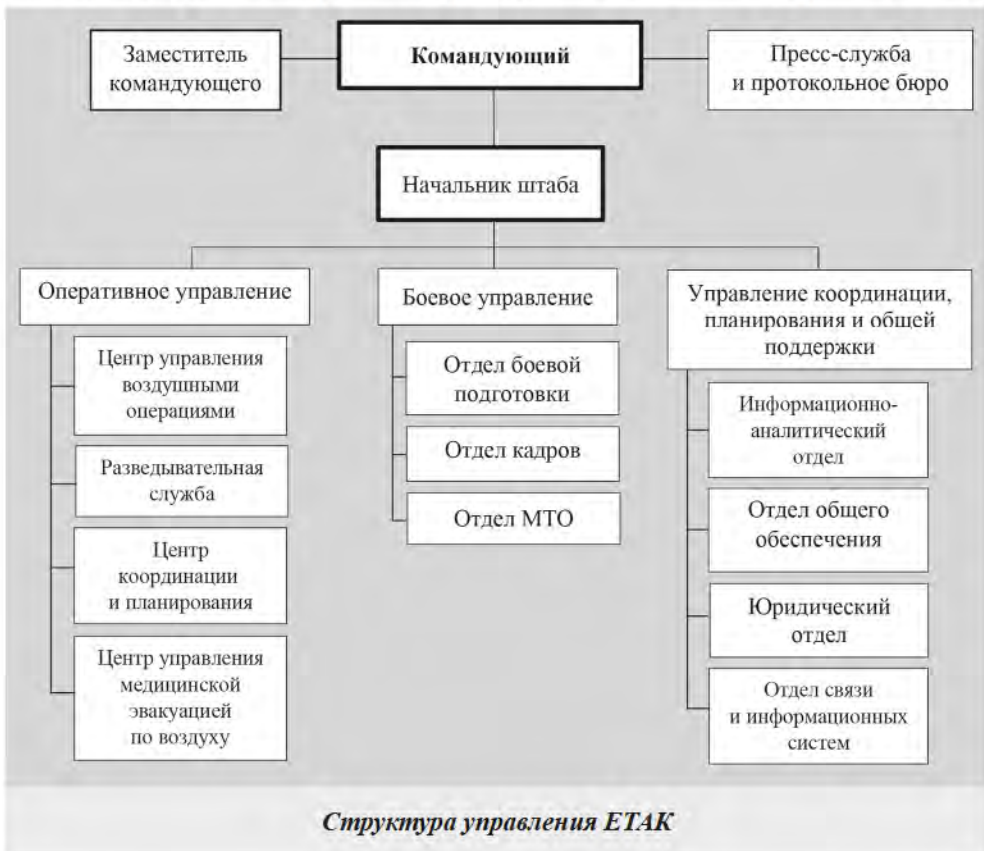 Заместитель
командующего
Командующий
Пресс-служба
и протокольное бюро
Начальник штаба
Оперативное управление
Центр управления
воздушными
операциями
Разведывательная
служба
Центр
координации
и планирования
Центр управления
медицинской
эвакуацией
по воздуху
Боевое управление
Отдел боевой
подготовки
Отдел кадров
Отдел МТО
Управление координации,
планирования и общей
поддержки
Информационно-
аналитический
отдел
Отдел общего
обеспечения
Юридический
отдел
Отдел связи
и информационных
систем
Структура управления ЕТАК